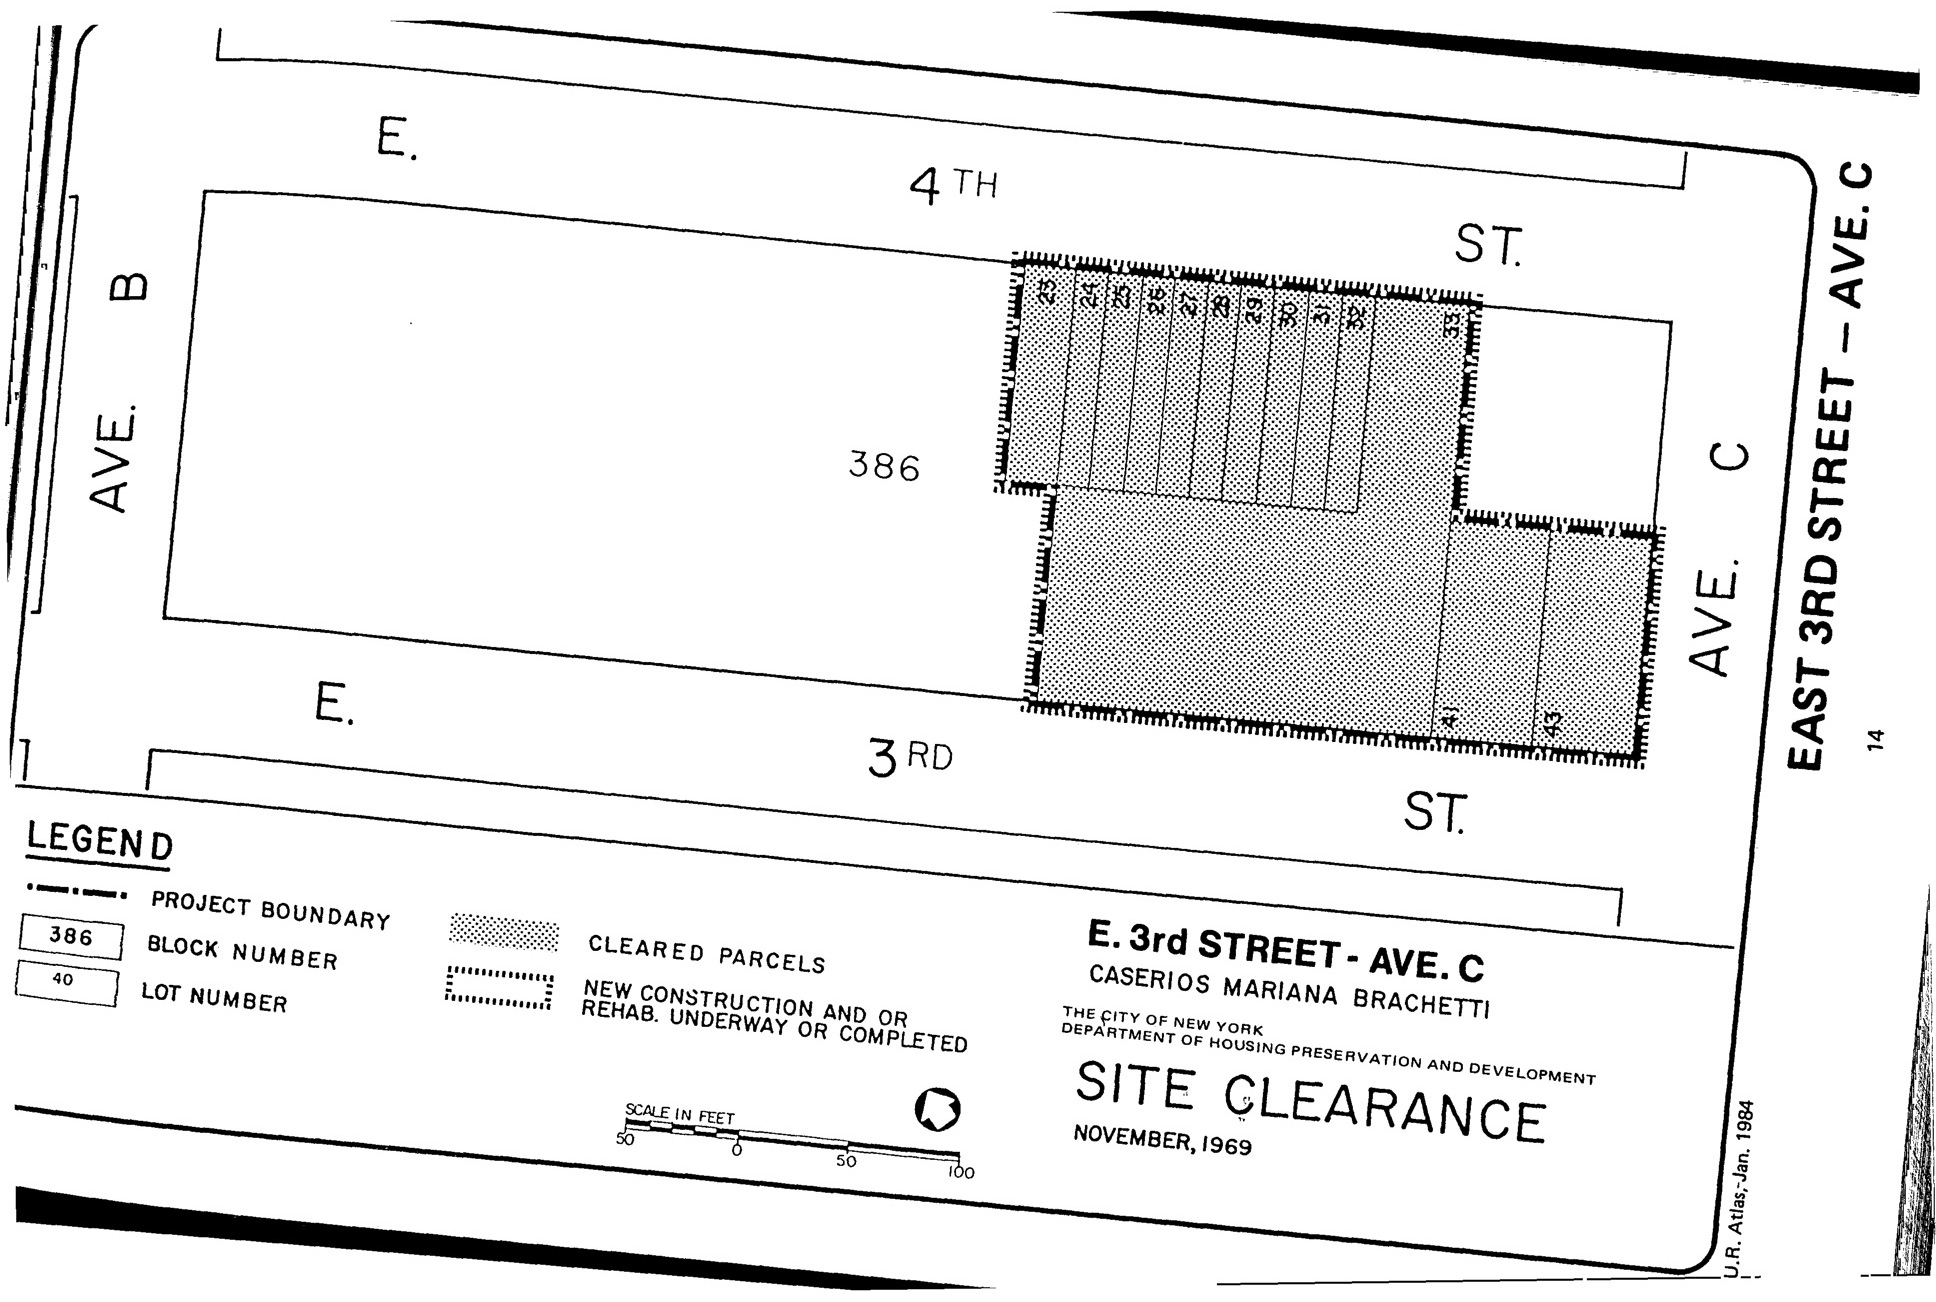 E. 4TH ST.
AVE. B
386
23 24 25 26 27 28 29 30 31 32 33
41 43
AVE. C
E. 3RD ST.
EAST 3RD STREET – AVE. C
14
LEGEND
PROJECT BOUNDARY
386 BLOCK NUMBER
40 LOT NUMBER
CLEARED PARCELS
NEW CONSTRUCTION AND OR
REHAB. UNDERWAY OR COMPLETED
SCALE IN FEET
50 0 50 100
E. 3rd STREET - AVE. C
CASERIOS MARIANA BRACHETTI
THE CITY OF NEW YORK
DEPARTMENT OF HOUSING PRESERVATION AND DEVELOPMENT
SITE CLEARANCE
NOVEMBER, 1969
U.R. Atlas,-Jan. 1984